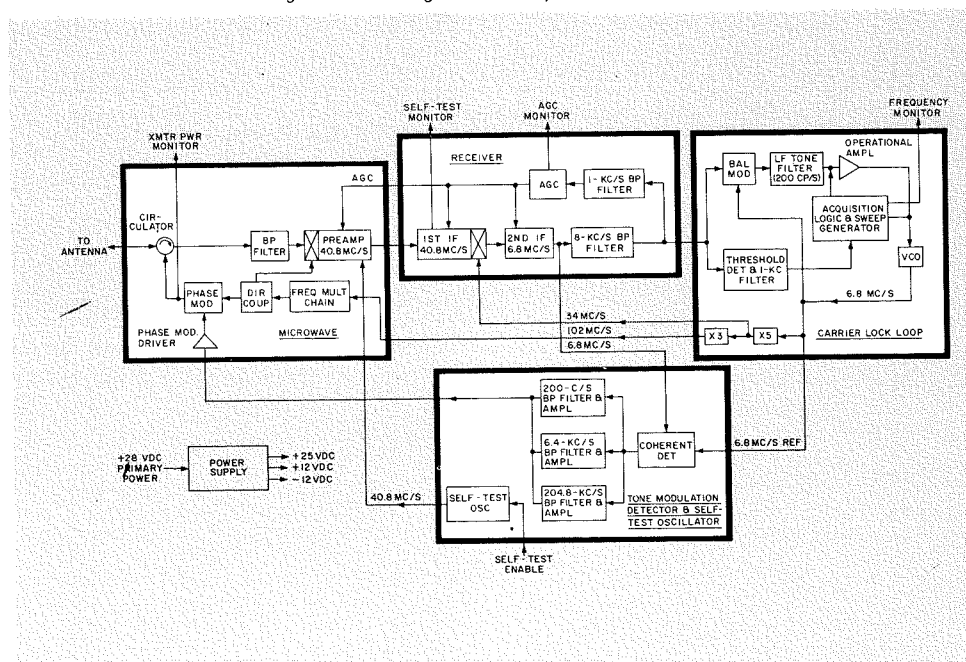 FREQUENCY
MONITOR
SELF-TEST
MONITOR
AGC
MONITOR
XMTR PWR
MONITOR
RECEIVER
OPERATIONAL
AMPL
AGC
AGC
1-KC/S BP
FILTER
BAL
MOD
LF TONE
FILTER
(200 CP/S)
CIR-
CULATOR
TO
ANTENNA
BP
FILTER
PREAMP
40.8MC/S
1ST IF
40.8MC/S
2ND IF
6.8 MC/S
8-KC/S BP
FILTER
ACQUISITION
LOGIC & SWEEP
GENERATOR
THRESHOLD
DET & 1-KC
FILTER
VCO
6.8 MC/S
PHASE
MOD
DIR
COUP
FREQ MULT
CHAIN
34 MC/S
102 MC/S
6.8 MC/S
X3
X5
PHASE MOD.
DRIVER
MICROWAVE
CARRIER LOCK LOOP
200-C/S
BP FILTER &
AMPL
6.4-KC/S
BP FILTER &
AMPL
204.8-KC/S
BP FILTER &
AMPL
COHERENT
DET
6.8 MC/S REF
+28 VDC
PRIMARY
POWER
POWER
SUPPLY
+25 VDC
+12 VDC
-12 VDC
40.8 MC/S
SELF-TEST
OSC
TONE MODULATION
DETECTOR & SELF-
TEST OSCILLATOR
SELF-TEST
ENABLE